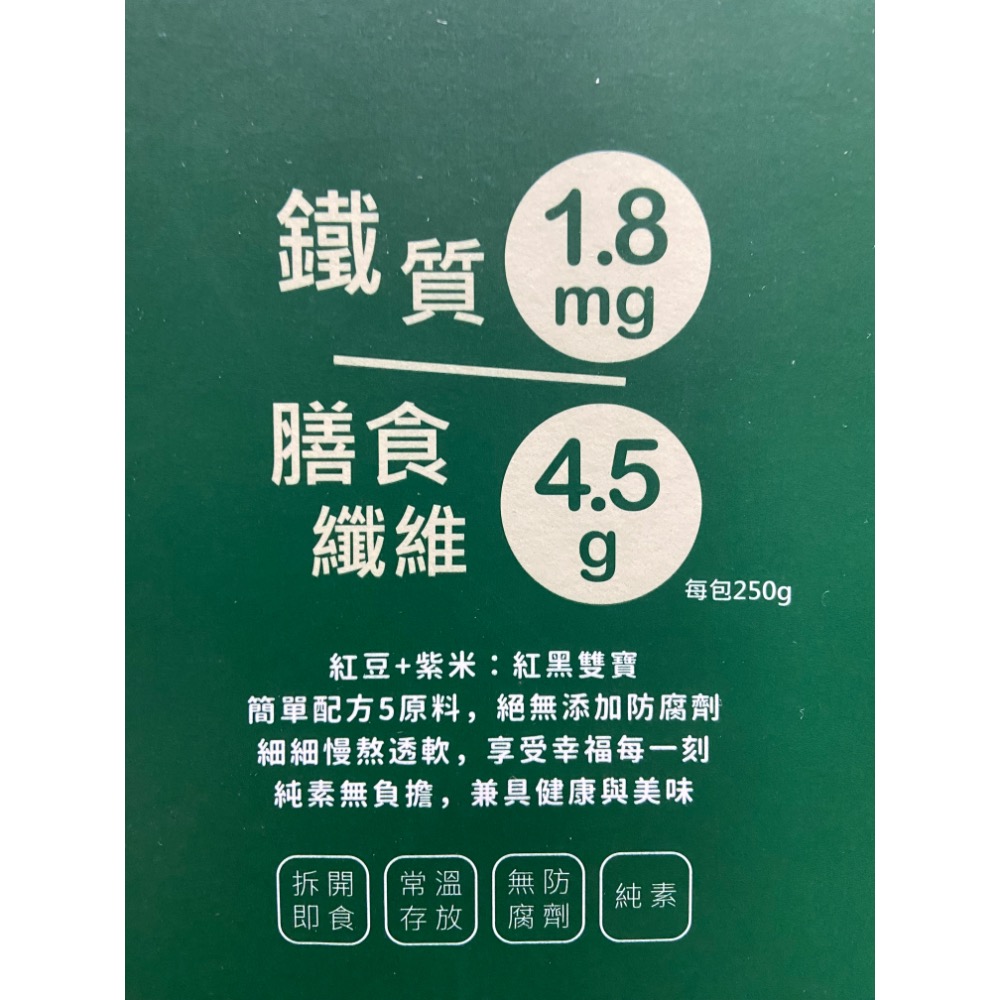 鐵質
1.8
mg
膳食
纖維
4.5
g
每包250g
紅豆+紫米：紅黑雙寶
簡單配方5原料，絕無添加防腐劑
細細慢熬透軟，享受幸福每一刻
純素無負擔，兼具健康與美味
拆開
即食
常溫
存放
無防
腐劑
純素